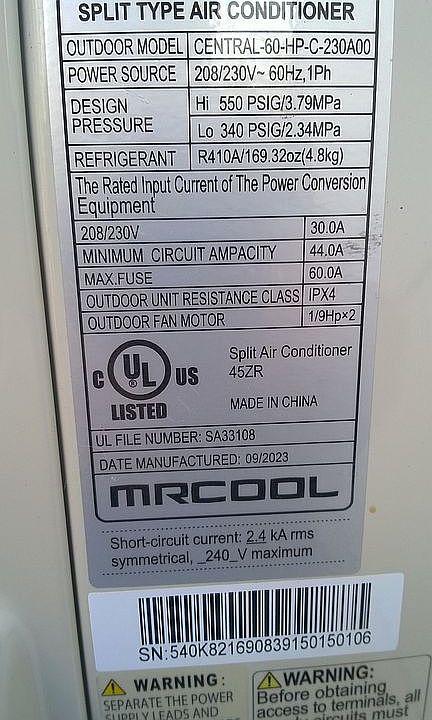 SPLIT TYPE AIR CONDITIONER
OUTDOOR MODEL CENTRAL-60-HP-C-230A00
POWER SOURCE 208/230V~ 60Hz,1Ph
DESIGN PRESSURE Hi 550 PSIG/3.79MPa
Lo 340 PSIG/2.34MPa
REFRIGERANT R410A/169.32oz(4.8kg)
The Rated Input Current of The Power Conversion
Equipment
208/230V 30.0A
MINIMUM CIRCUIT AMPACITY 44.0A
MAX.FUSE 60.0A
OUTDOOR UNIT RESISTANCE CLASS IPX4
OUTDOOR FAN MOTOR 1/9Hp×2
C UL ® US
LISTED
Split Air Conditioner
45ZR
MADE IN CHINA
UL FILE NUMBER: SA33108
DATE MANUFACTURED: 09/2023
MRCOOL
Short-circuit current: 2.4 kA rms
symmetrical, _240_V maximum
SN:540K82169083915015010​6
WARNING:
SEPARATE THE POWER
SUPPLY LEADS AND
WARNING:
Before obtaining
access to terminals, all
circuits must